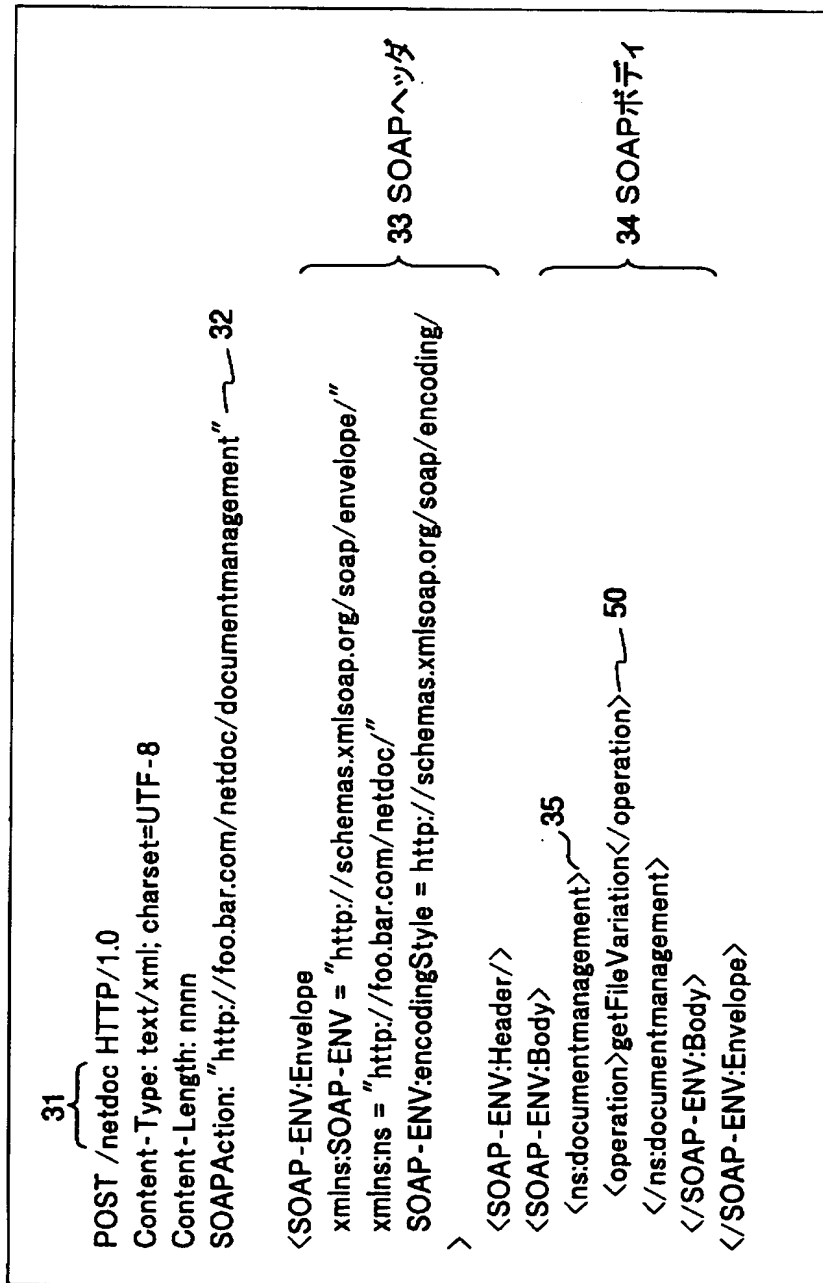 31
POST /netdoc HTTP/1.0
Content-Type: text/xml; charset=UTF-8
Content-Length: nnnn
SOAPAction: "http://foo.bar.com/netdoc/documentmanagement" 32
<SOAP-ENV:Envelope
xmlns:SOAP-ENV = "http://schemas.xmlsoap.org/soap/envelope/"
xmlns:ns = "http://foo.bar.com/netdoc/"
SOAP-ENV:encodingStyle = http://schemas.xmlsoap.org/soap/encoding/
>
33 SOAPヘッダ
<SOAP-ENV:Header/>
<SOAP-ENV:Body>
<ns:documentmanagement> 35
<operation>getFileVariation</operation> 50
</ns:documentmanagement>
</SOAP-ENV:Body>
</SOAP-ENV:Envelope>
34 SOAPボディ